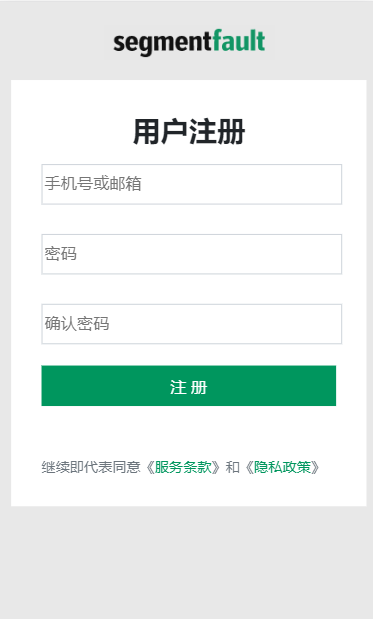 segmentfault
用户注册
手机号或邮箱
密码
确认密码
注 册
继续即代表同意《服务条款》和《隐私政策》